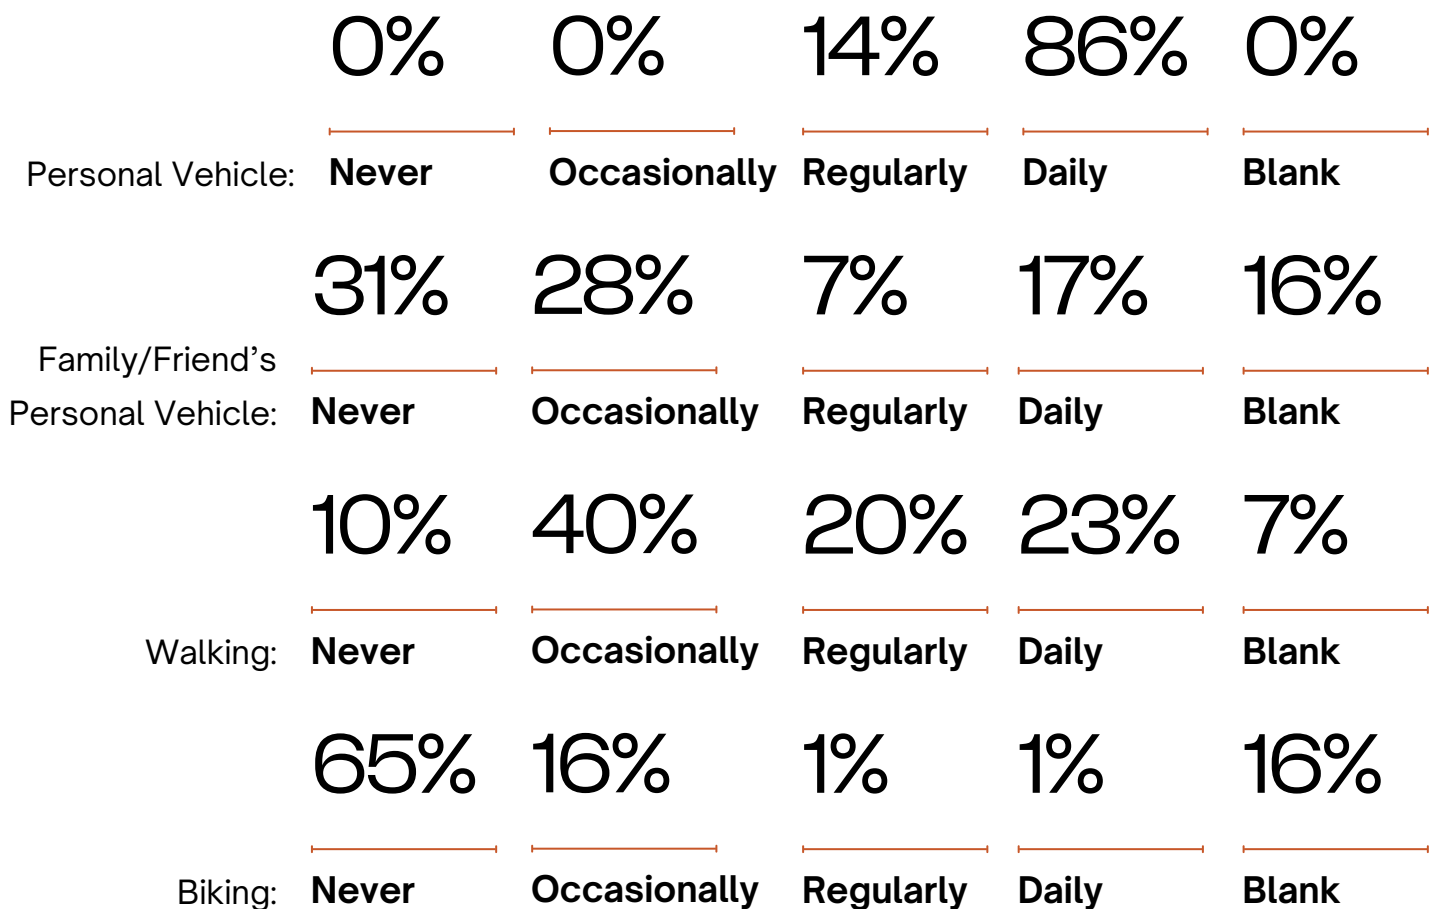 0% 0% 14% 86% 0%
Personal Vehicle: Never Occasionally Regularly Daily Blank
31% 28% 7% 17% 16%
Family/Friend’s
Personal Vehicle: Never Occasionally Regularly Daily Blank
10% 40% 20% 23% 7%
Walking: Never Occasionally Regularly Daily Blank
65% 16% 1% 1% 16%
Biking: Never Occasionally Regularly Daily Blank